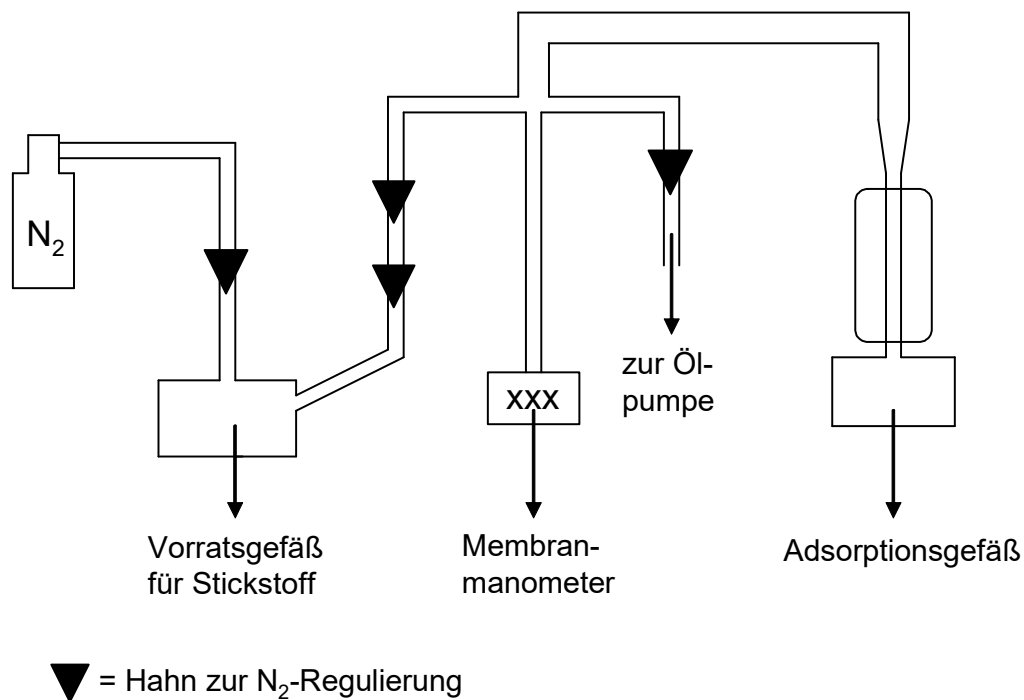 N₂
xxx
zur Öl-
pumpe
Vorratsgefäß
für Stickstoff
Membran-
manometer
Adsorptionsgefäß
= Hahn zur N₂-Regulierung